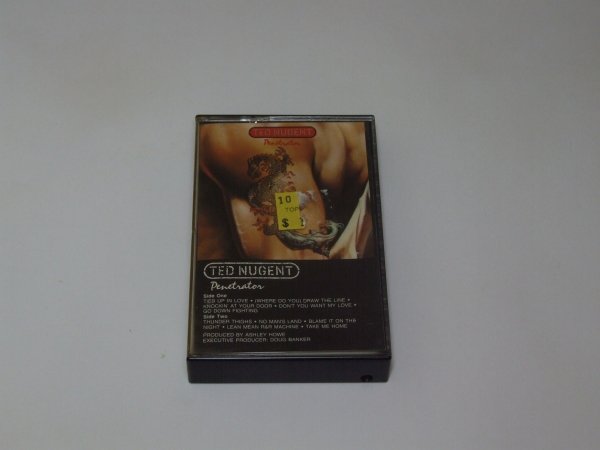 TED NUGENT
Penetrator
10
TOP
$
TED NUGENT
Penetrator
Side One
TIED UP IN LOVE • (WHERE DO YOU) DRAW THE LINE •
KNOCKIN' AT YOUR DOOR • DON'T YOU WANT MY LOVE •
GO DOWN FIGHTING
Side Two
THUNDER THIGHS • NO MAN'S LAND • BLAME IT ON THE
NIGHT • LEAN MEAN R&R MACHINE • TAKE ME HOME
PRODUCED BY ASHLEY HOWE
EXECUTIVE PRODUCER: DOUG BANKER